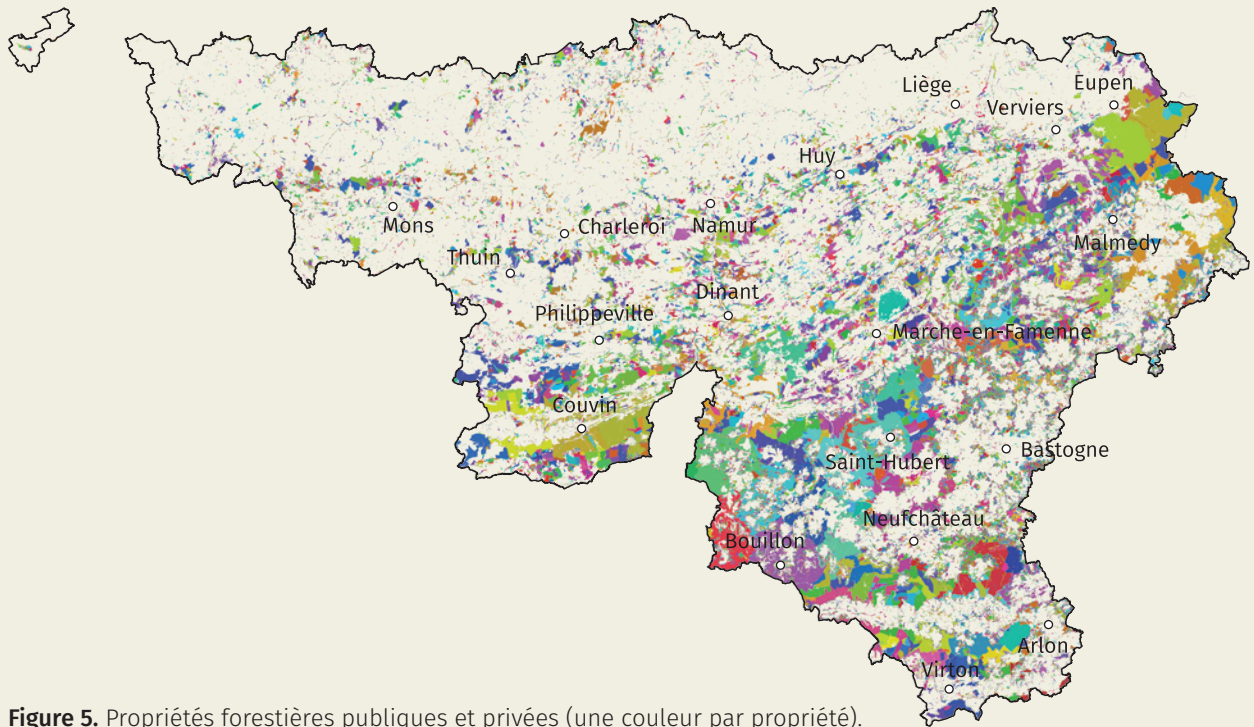 Liège
Eupen
Verviers
Huy
Mons
Charleroi
Namur
Malmedy
Thuin
Dinant
Philippeville
Marche-en-Famenne
Couvin
Saint-Hubert
Bastogne
Neufchâteau
Bouillon
Arlon
Virton
Figure 5. Propriétés forestières publiques et privées (une couleur par propriété).